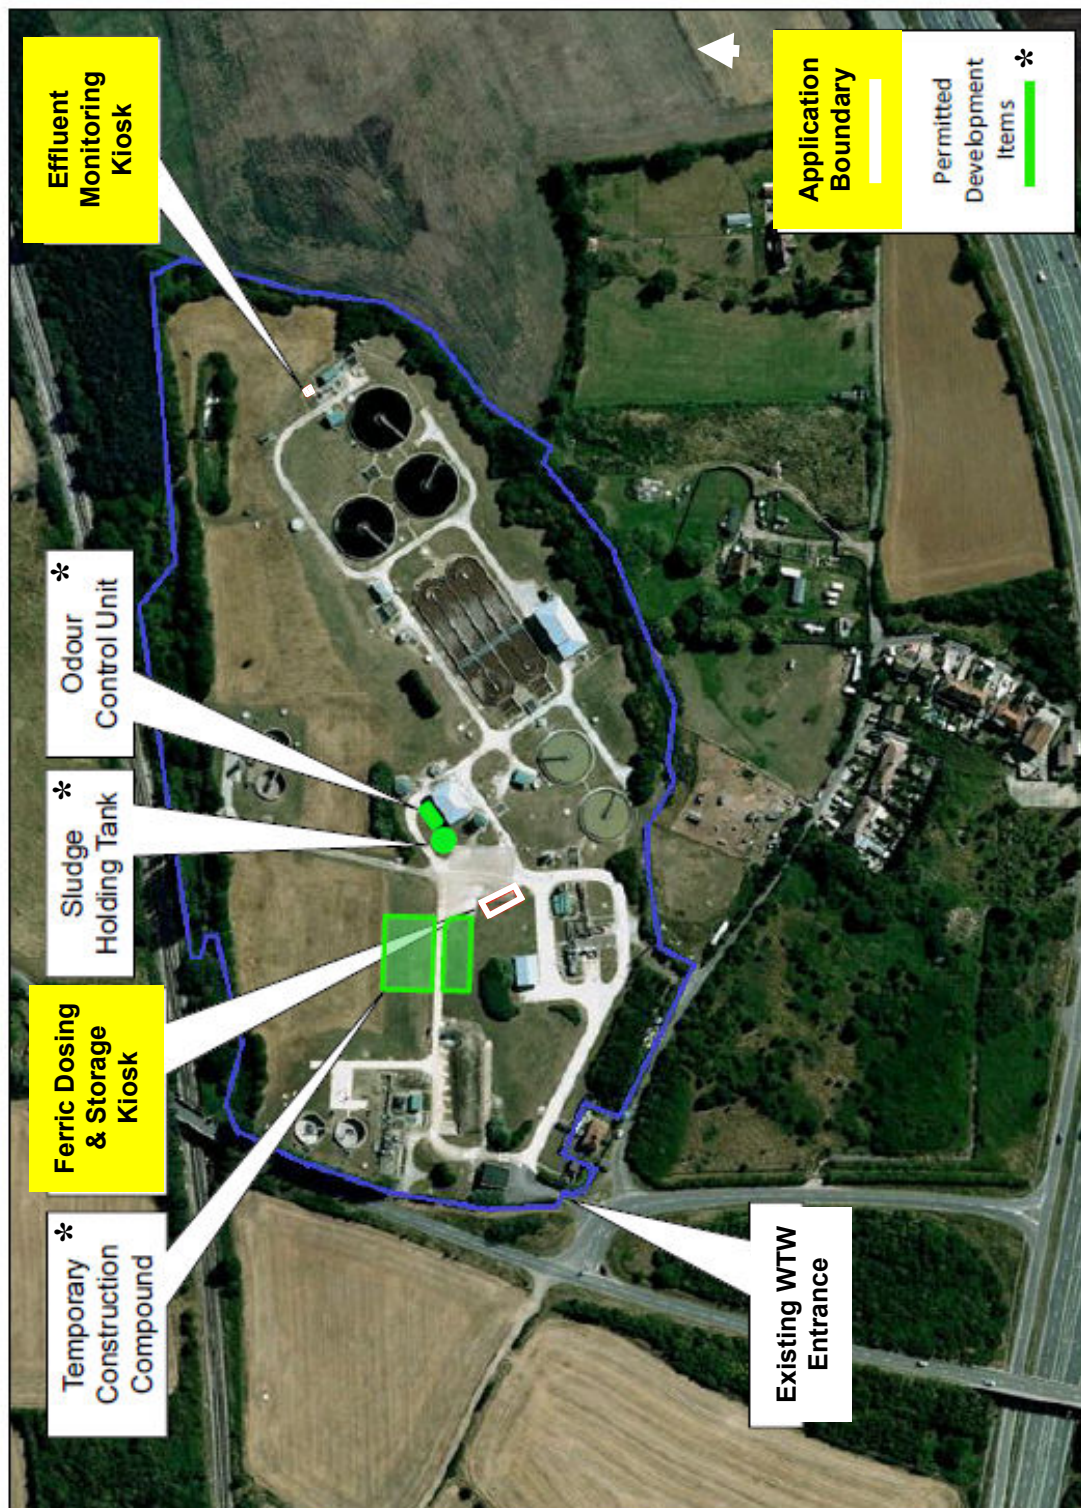 Temporary *
Construction
Compound
Ferric Dosing
& Storage
Kiosk
Sludge *
Holding Tank
Odour *
Control Unit
Effluent
Monitoring
Kiosk
Existing WTW
Entrance
Application
Boundary
Permitted
Development
Items
*